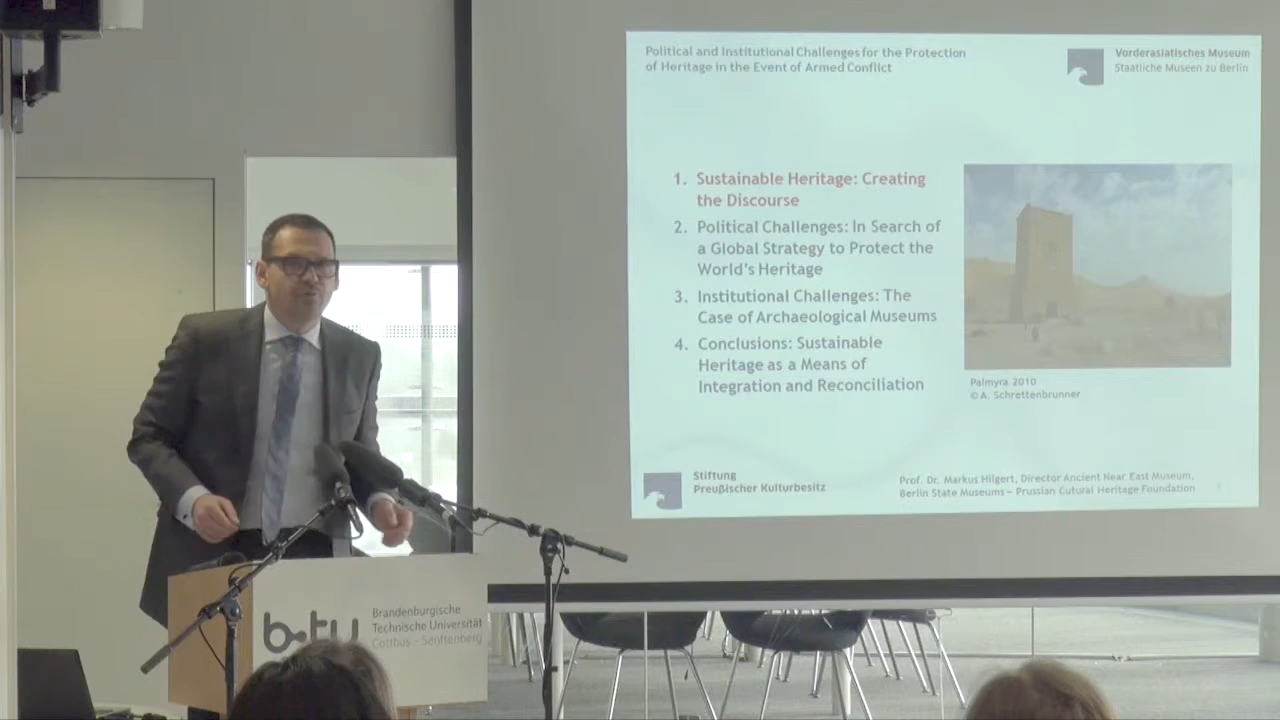 Political and Institutional Challenges for the Protection
of Heritage in the Event of Armed Conflict
Vorderasiatisches Museum
Staatliche Museen zu Berlin
1. Sustainable Heritage: Creating
the Discourse
2. Political Challenges: In Search of
a Global Strategy to Protect the
World's Heritage
3. Institutional Challenges: The
Case of Archaeological Museums
4. Conclusions: Sustainable
Heritage as a Means of
Integration and Reconciliation
Palmyra 2010
© A. Schrettenbrunner
Stiftung
Preußischer Kulturbesitz
Prof. Dr. Markus Hilgert, Director Ancient Near East Museum,
Berlin State Museums – Prussian Cutural Heritage Foundation
b-tu
Brandenburgische
Technische Universität
Cottbus - Senftenberg